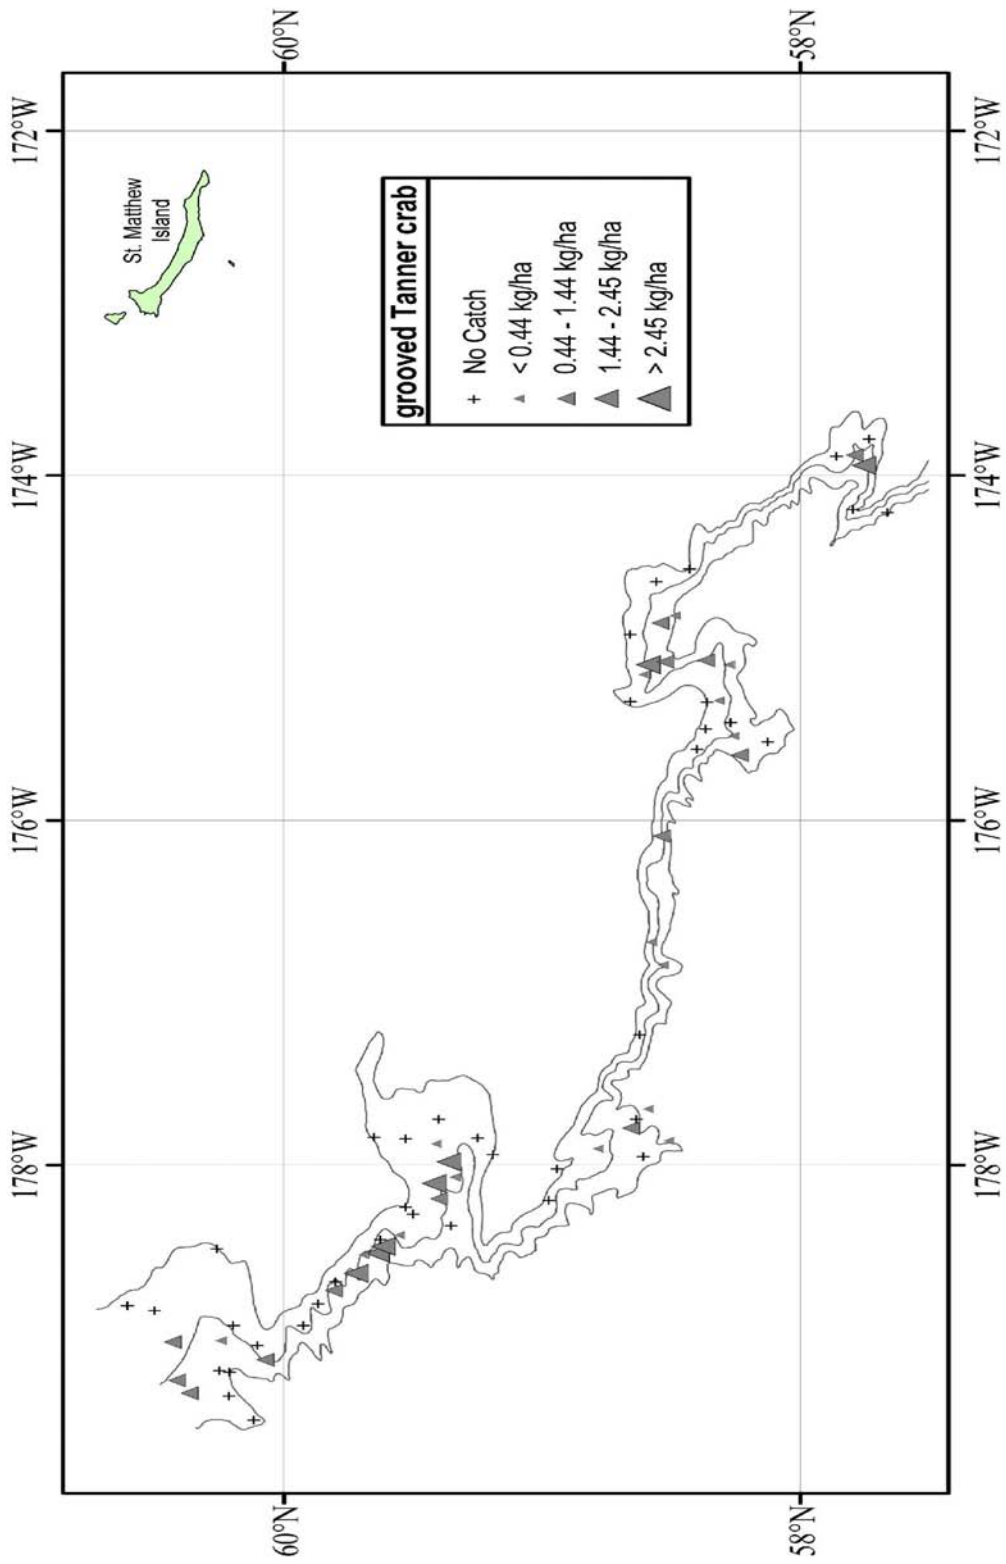 172°W
174°W
176°W
178°W
60°N
58°N
St. Matthew
Island
grooved Tanner crab
No Catch
< 0.44 kg/ha
0.44 - 1.44 kg/ha
1.44 - 2.45 kg/ha
> 2.45 kg/ha
60°N
58°N
172°W
174°W
176°W
178°W